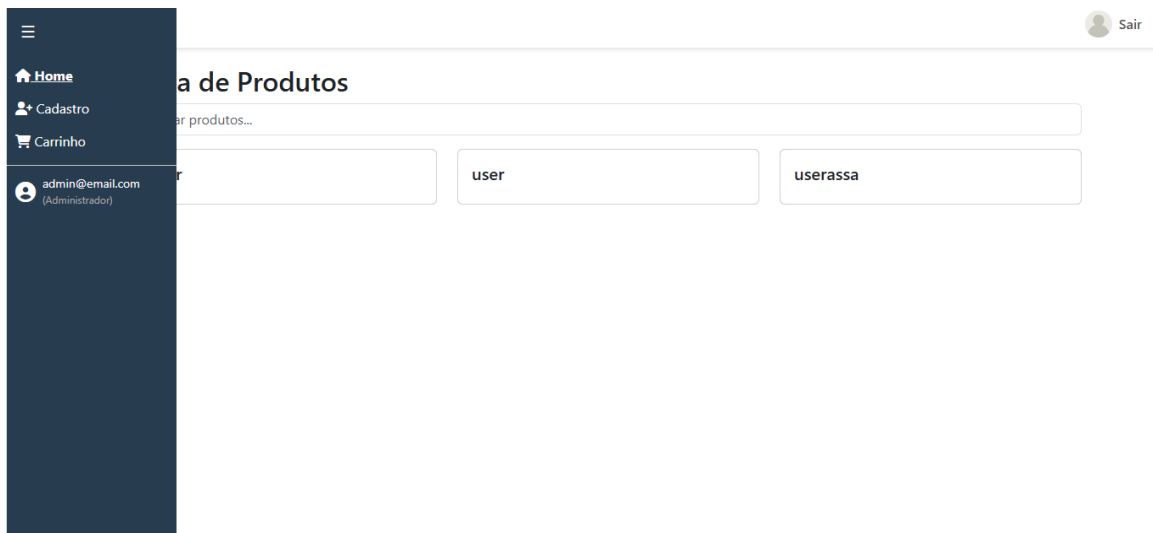 Sair
Home
Cadastro
Carrinho
admin@email.com
(Administrador)
a de Produtos
ar produtos...
r
user
userassa